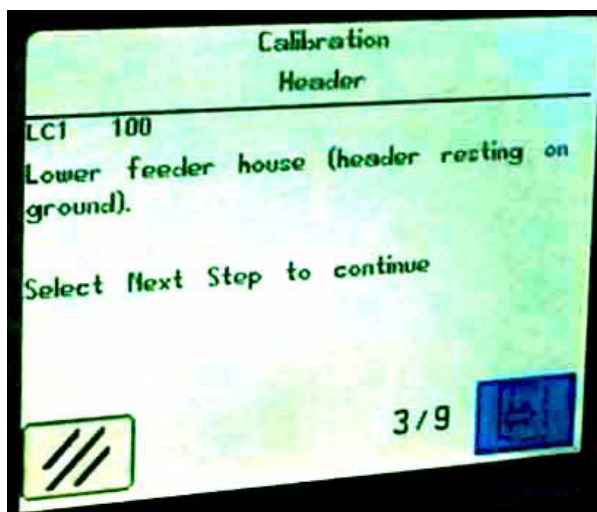 Calibration
Header
LC1 100
Lower feeder house (header resting on
ground).
Select Next Step to continue
3/9